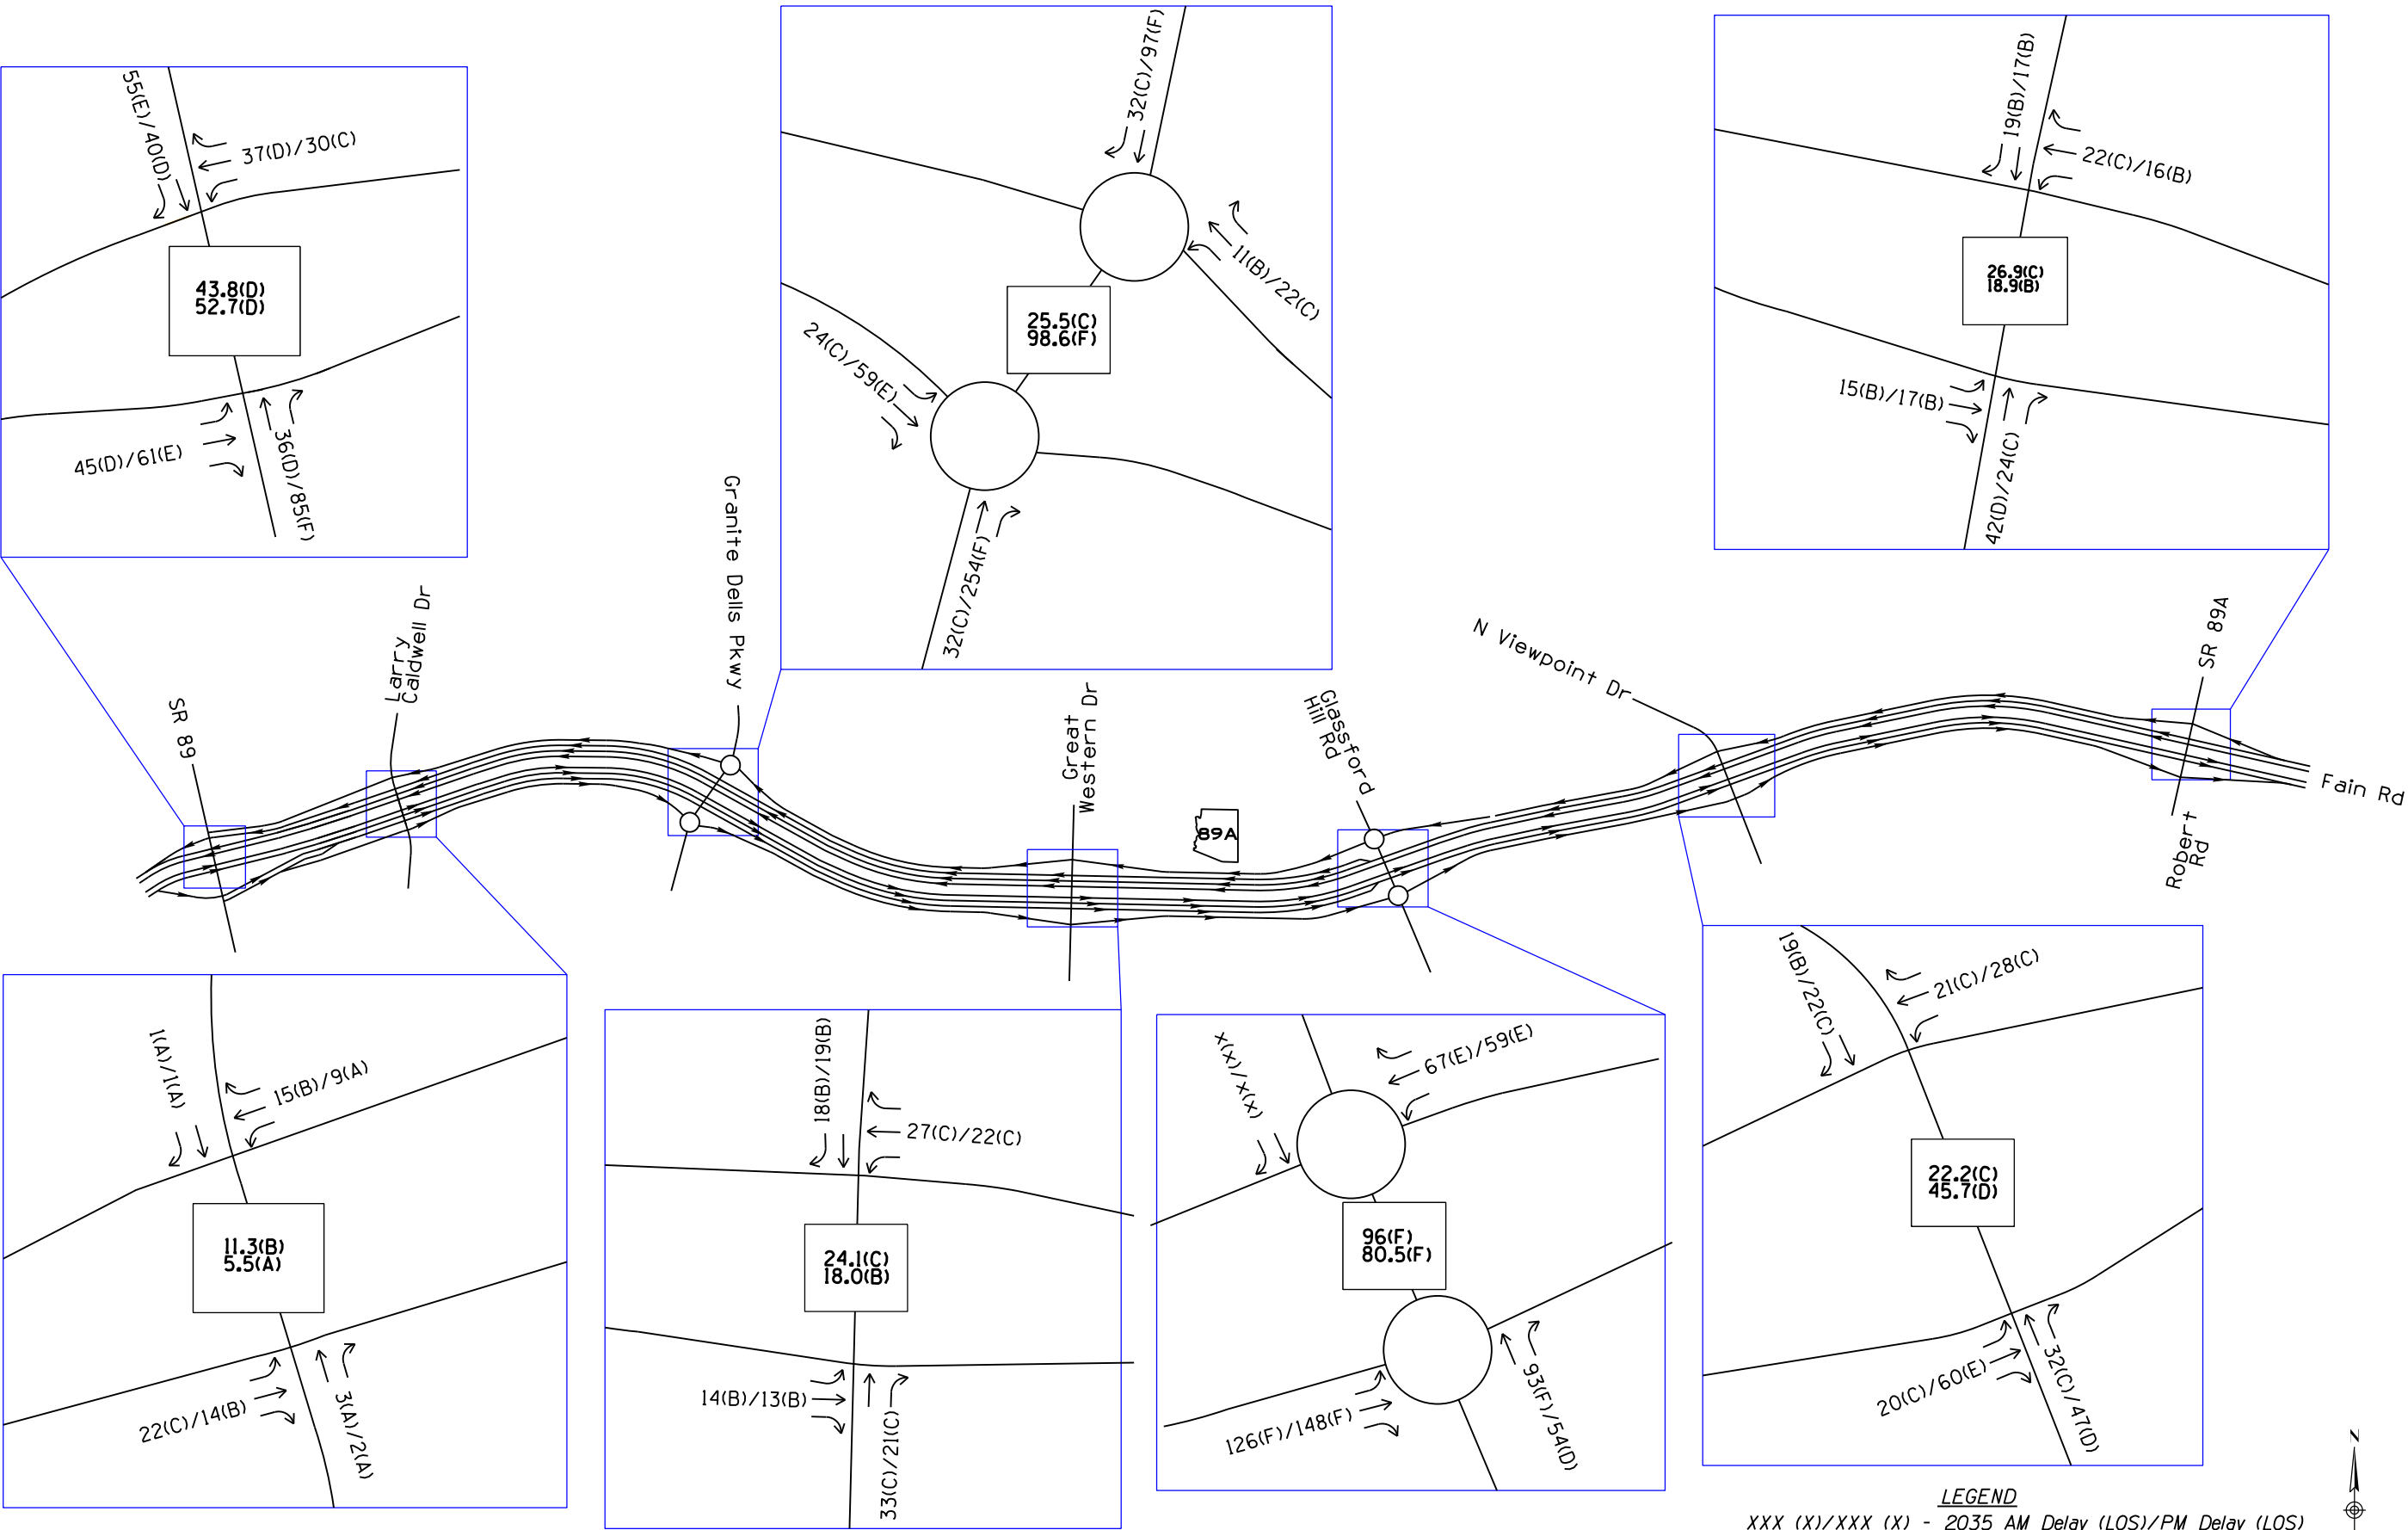 55(E)/40(D)
37(D)/30(C)
43.8(D)
52.7(D)
45(D)/61(E)
36(D)/85(F)
32(C)/97(F)
11(B)/22(C)
25.5(C)
98.6(F)
24(C)/59(E)
32(C)/254(F)
19(B)/17(B)
22(C)/16(B)
26.9(C)
18.9(B)
15(B)/17(B)
42(D)/24(C)
SR 89
Larry
Caldwell Dr
Granite Dells Pkwy
Great
Western Dr
89A
Glassford
Hill Rd
N Viewpoint Dr
SR 89A
Robert
Rd
Fain Rd
1(A)/1(A)
15(B)/9(A)
11.3(B)
5.5(A)
22(C)/14(B)
3(A)/2(A)
18(B)/19(B)
27(C)/22(C)
24.1(C)
18.0(B)
14(B)/13(B)
33(C)/21(C)
x(x)/x(x)
67(E)/59(E)
96(F)
80.5(F)
126(F)/148(F)
93(F)/54(D)
19(B)/22(C)
21(C)/28(C)
22.2(C)
45.7(D)
20(C)/60(E)
32(C)/47(D)
N
LEGEND
XXX (X)/XXX (X) - 2035 AM Delay (LOS)/PM Delay (LOS)